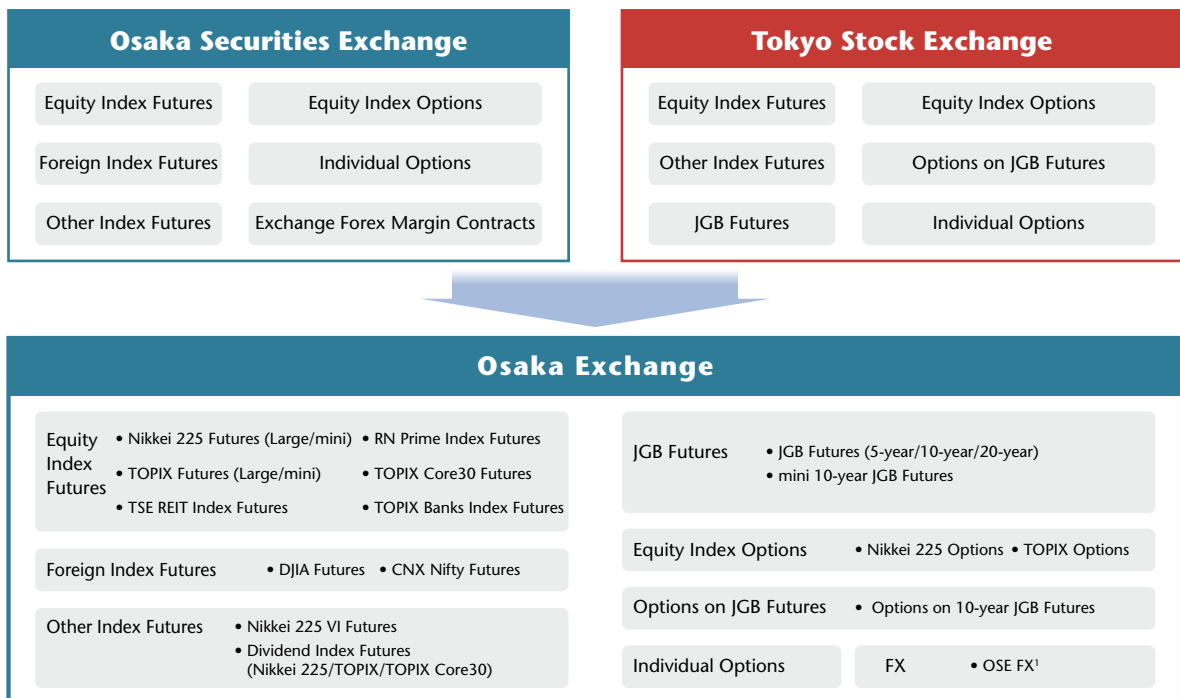 Osaka Securities Exchange
Equity Index Futures
Equity Index Options
Foreign Index Futures
Individual Options
Other Index Futures
Exchange Forex Margin Contracts
Tokyo Stock Exchange
Equity Index Futures
Equity Index Options
Other Index Futures
Options on JGB Futures
JGB Futures
Individual Options
Osaka Exchange
Equity
Index
Futures
• Nikkei 225 Futures (Large/mini)
• RN Prime Index Futures
• TOPIX Futures (Large/mini)
• TOPIX Core30 Futures
• TSE REIT Index Futures
• TOPIX Banks Index Futures
Foreign Index Futures
• DJIA Futures
• CNX Nifty Futures
Other Index Futures
• Nikkei 225 VI Futures
• Dividend Index Futures
(Nikkei 225/TOPIX/TOPIX Core30)
JGB Futures
• JGB Futures (5-year/10-year/20-year)
• mini 10-year JGB Futures
Equity Index Options
• Nikkei 225 Options
• TOPIX Options
Options on JGB Futures
• Options on 10-year JGB Futures
Individual Options
FX
• OSE FX¹